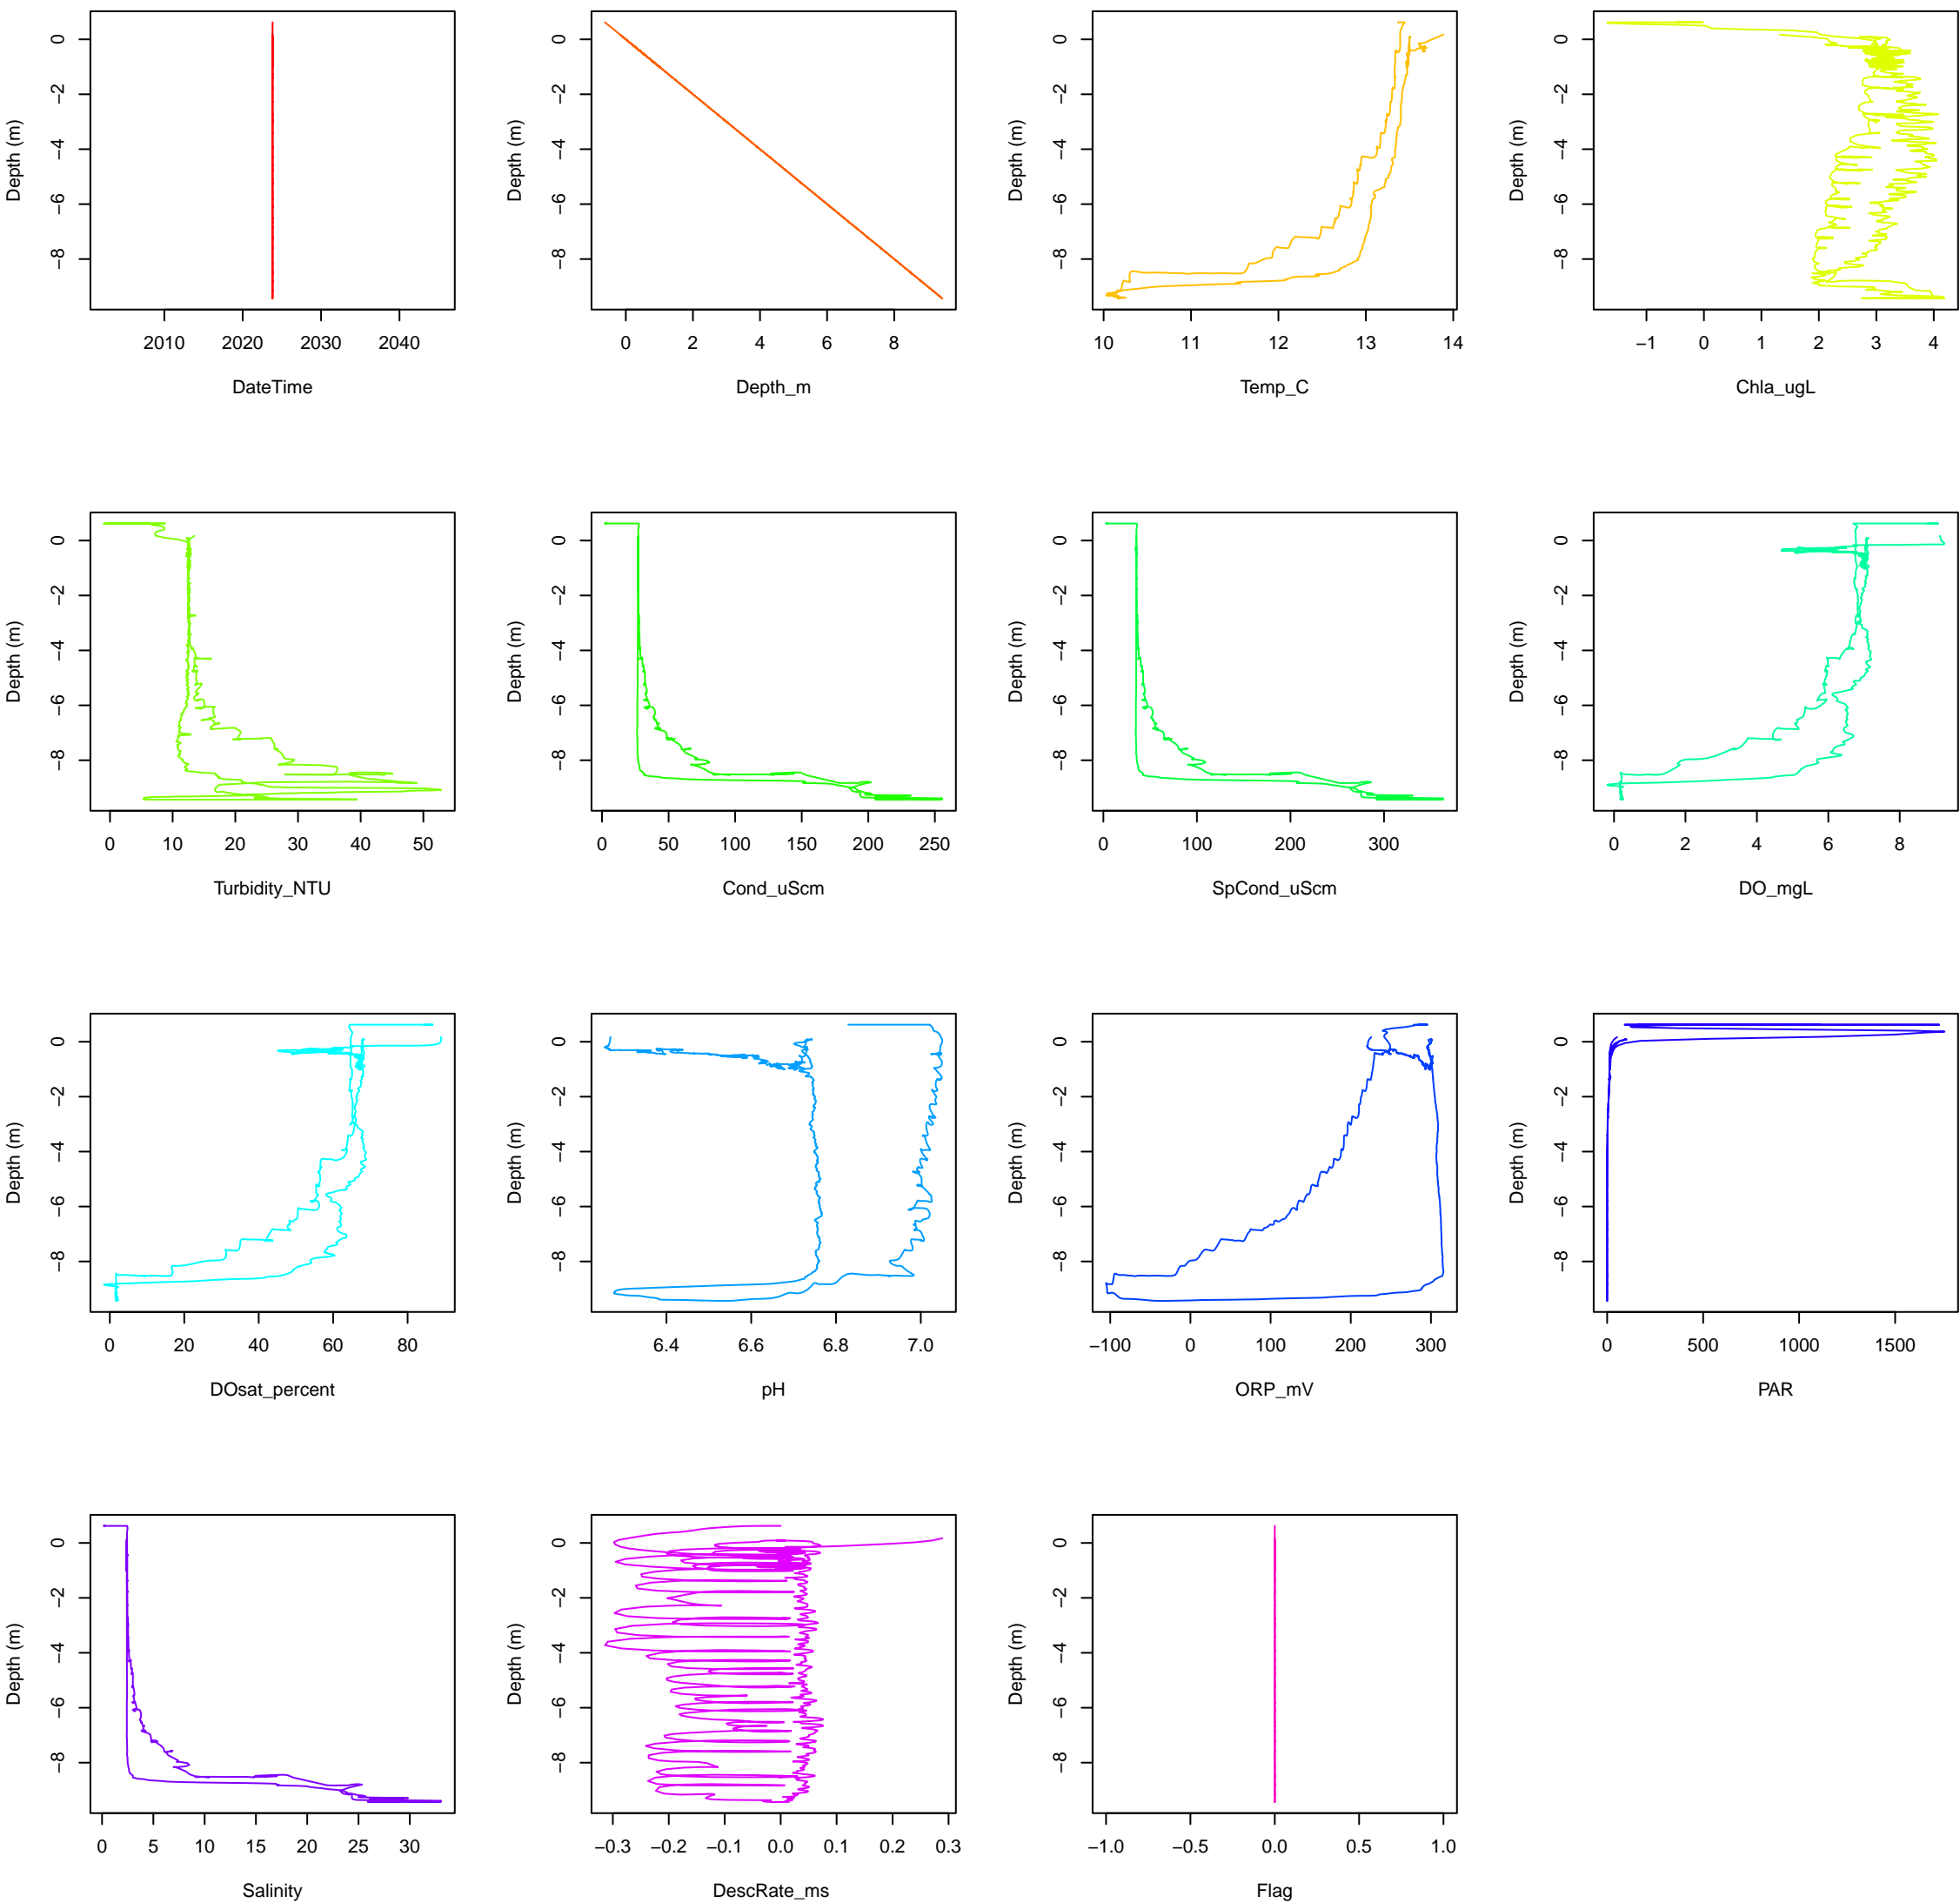 0 0 0 0
−2 −2 −2 −2
−4 −4 −4 −4
−6 −6 −6 −6
−8 −8 −8 −8
Depth (m) Depth (m) Depth (m) Depth (m)
2010 2020 2030 2040 0 2 4 6 8 10 11 12 13 14 −1 0 1 2 3 4
DateTime Depth_m Temp_C Chla_ugL
0 0 0 0
−2 −2 −2 −2
−4 −4 −4 −4
−6 −6 −6 −6
−8 −8 −8 −8
Depth (m) Depth (m) Depth (m) Depth (m)
0 10 20 30 40 50 0 50 100 150 200 250 0 100 200 300 0 2 4 6 8
Turbidity_NTU Cond_uScm SpCond_uScm DO_mgL
0 0 0 0
−2 −2 −2 −2
−4 −4 −4 −4
−6 −6 −6 −6
−8 −8 −8 −8
Depth (m) Depth (m) Depth (m) Depth (m)
0 20 40 60 80 6.4 6.6 6.8 7.0 −100 0 100 200 300 0 500 1000 1500
DOsat_percent pH ORP_mV PAR
0 0 0
−2 −2 −2
−4 −4 −4
−6 −6 −6
−8 −8 −8
Depth (m) Depth (m) Depth (m)
0 5 10 15 20 25 30 −0.3 −0.2 −0.1 0.0 0.1 0.2 0.3 −1.0 −0.5 0.0 0.5 1.0
Salinity DescRate_ms Flag